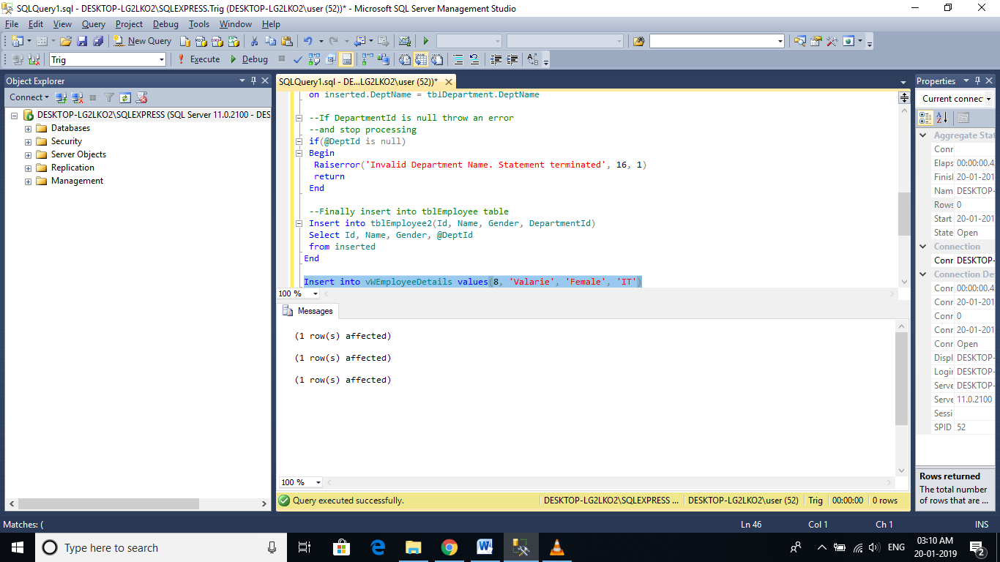 SQLQuery1.sql - DESKTOP-LG2LKO2\SQLEXPRESS.Trig (DESKTOP-LG2LKO2\user (52))* - Microsoft SQL Server Management Studio
File Edit View Query Project Debug Tools Window Help
New Query
Trig Execute Debug
Object Explorer
Connect
DESKTOP-LG2LKO2\SQLEXPRESS (SQL Server 11.0.2100 - DES
Databases
Security
Server Objects
Replication
Management
SQLQuery1.sql - DE...LG2LKO2\user (52))*
on inserted.DeptName = tblDepartment.DeptName
--If DepartmentId is null throw an error
--and stop processing
if(@DeptId is null)
Begin
Raiserror('Invalid Department Name. Statement terminated', 16, 1)
return
End
--Finally insert into tblEmployee table
Insert into tblEmployee2(Id, Name, Gender, DepartmentId)
Select Id, Name, Gender, @DeptId
from inserted
End
Insert into vWEmployeeDetails values(8, 'Valarie', 'Female', 'IT')
100 %
Messages
(1 row(s) affected)
(1 row(s) affected)
(1 row(s) affected)
100 %
Query executed successfully. DESKTOP-LG2LKO2\SQLEXPRESS ... DESKTOP-LG2LKO2\user (52) Trig 00:00:00 0 rows
Properties
Current connec
Aggregate Stat
Conr
Elaps 00:00:00.4
Finisl 20-01-201
Nam DESKTOP-
Rows 0
Start 20-01-201
State Open
Connection
Conr DESKTOP-
Connection De
Conr 00:00:00.4
Conr 20-01-201
Conr 0
Conr 20-01-201
Conr Open
Displ DESKTOP-
Login DESKTOP-
Serve DESKTOP-
Serve 11.0.2100
Sessi
SPID 52
Rows returned
The total number
of rows that are ...
Matches: ( Ln 46 Col 1 Ch 1 INS
Type here to search
ENG
03:10 AM
20-01-2019
2